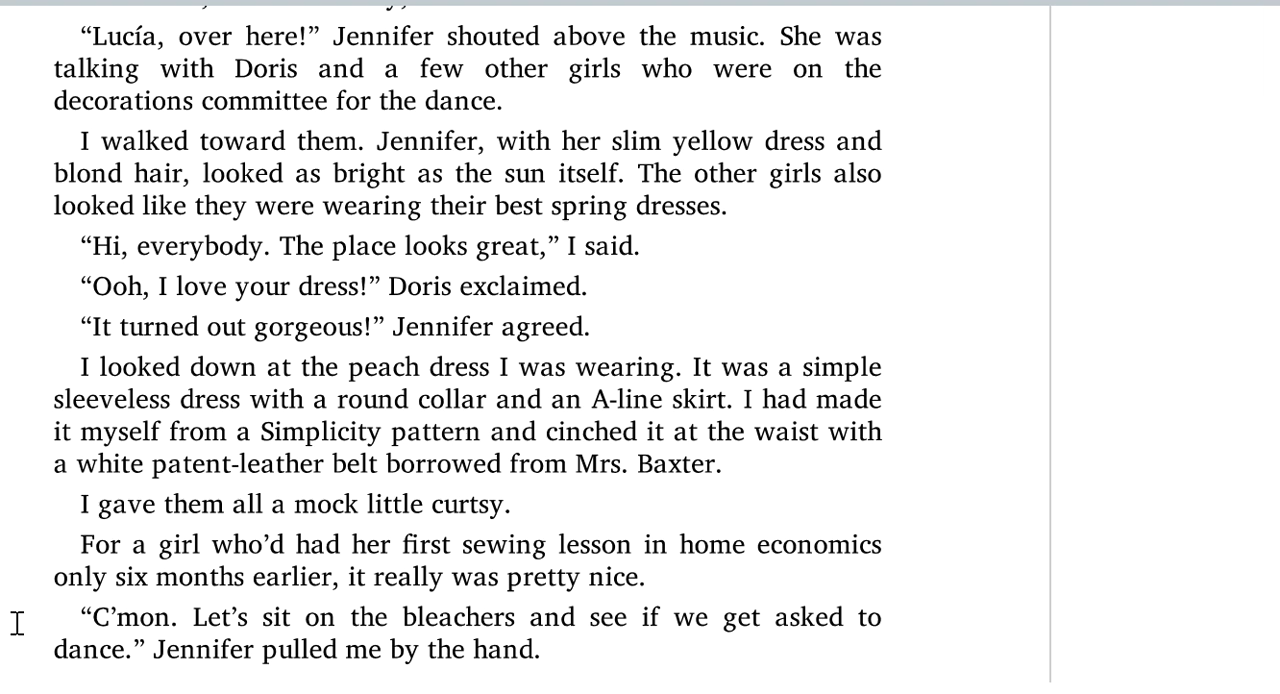 “Lucía, over here!” Jennifer shouted above the music. She was
talking with Doris and a few other girls who were on the
decorations committee for the dance.
I walked toward them. Jennifer, with her slim yellow dress and
blond hair, looked as bright as the sun itself. The other girls also
looked like they were wearing their best spring dresses.
“Hi, everybody. The place looks great,” I said.
“Ooh, I love your dress!” Doris exclaimed.
“It turned out gorgeous!” Jennifer agreed.
I looked down at the peach dress I was wearing. It was a simple
sleeveless dress with a round collar and an A-line skirt. I had made
it myself from a Simplicity pattern and cinched it at the waist with
a white patent-leather belt borrowed from Mrs. Baxter.
I gave them all a mock little curtsy.
For a girl who’d had her first sewing lesson in home economics
only six months earlier, it really was pretty nice.
“C’mon. Let’s sit on the bleachers and see if we get asked to
dance.” Jennifer pulled me by the hand.